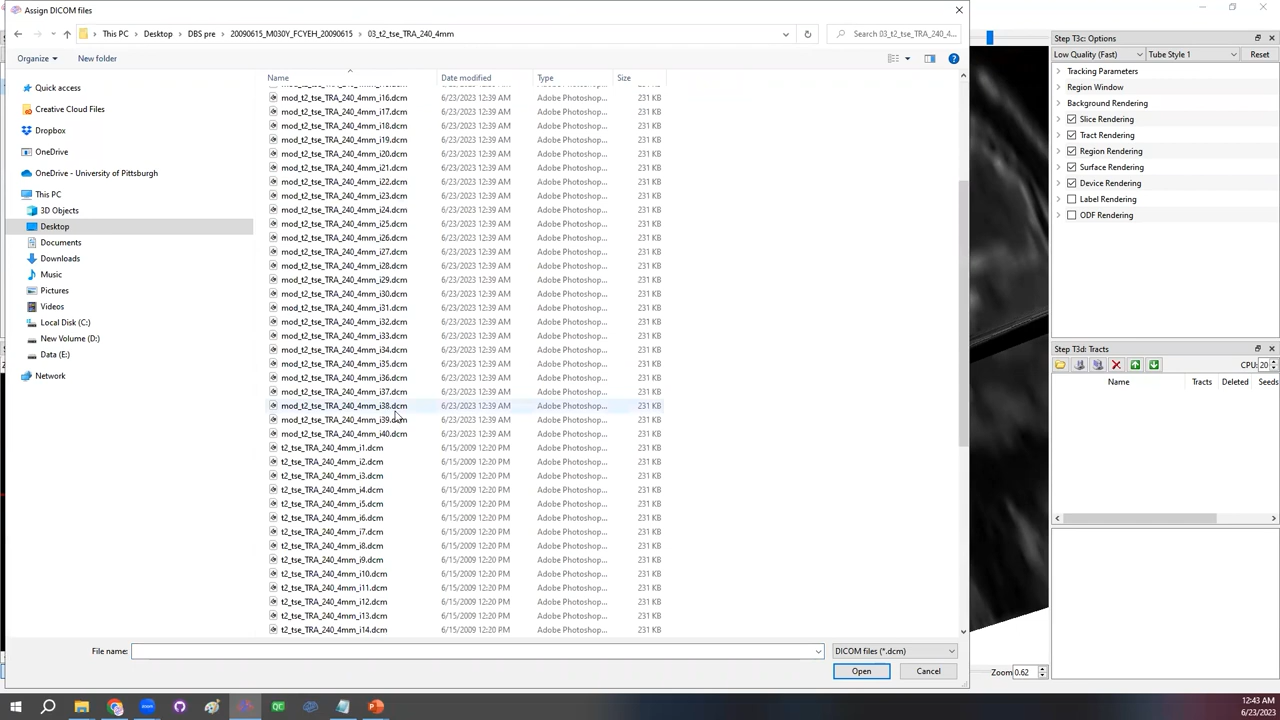 Assign DICOM files
This PC > Desktop > DBS pre > 20090615_M030Y_FCYEH_20090615 > 03_t2_tse_TRA_240_4mm
Search 03_t2_tse_TRA_240_4...
Organize
New folder
Name Date modified Type Size
mod_t2_tse_TRA_240_4mm_i16.dcm 6/23/2023 12:39 AM Adobe Photoshop... 231 KB
mod_t2_tse_TRA_240_4mm_i17.dcm 6/23/2023 12:39 AM Adobe Photoshop... 231 KB
mod_t2_tse_TRA_240_4mm_i18.dcm 6/23/2023 12:39 AM Adobe Photoshop... 231 KB
mod_t2_tse_TRA_240_4mm_i19.dcm 6/23/2023 12:39 AM Adobe Photoshop... 231 KB
mod_t2_tse_TRA_240_4mm_i20.dcm 6/23/2023 12:39 AM Adobe Photoshop... 231 KB
mod_t2_tse_TRA_240_4mm_i21.dcm 6/23/2023 12:39 AM Adobe Photoshop... 231 KB
mod_t2_tse_TRA_240_4mm_i22.dcm 6/23/2023 12:39 AM Adobe Photoshop... 231 KB
mod_t2_tse_TRA_240_4mm_i23.dcm 6/23/2023 12:39 AM Adobe Photoshop... 231 KB
mod_t2_tse_TRA_240_4mm_i24.dcm 6/23/2023 12:39 AM Adobe Photoshop... 231 KB
mod_t2_tse_TRA_240_4mm_i25.dcm 6/23/2023 12:39 AM Adobe Photoshop... 231 KB
mod_t2_tse_TRA_240_4mm_i26.dcm 6/23/2023 12:39 AM Adobe Photoshop... 231 KB
mod_t2_tse_TRA_240_4mm_i27.dcm 6/23/2023 12:39 AM Adobe Photoshop... 231 KB
mod_t2_tse_TRA_240_4mm_i28.dcm 6/23/2023 12:39 AM Adobe Photoshop... 231 KB
mod_t2_tse_TRA_240_4mm_i29.dcm 6/23/2023 12:39 AM Adobe Photoshop... 231 KB
mod_t2_tse_TRA_240_4mm_i30.dcm 6/23/2023 12:39 AM Adobe Photoshop... 231 KB
mod_t2_tse_TRA_240_4mm_i31.dcm 6/23/2023 12:39 AM Adobe Photoshop... 231 KB
mod_t2_tse_TRA_240_4mm_i32.dcm 6/23/2023 12:39 AM Adobe Photoshop... 231 KB
mod_t2_tse_TRA_240_4mm_i33.dcm 6/23/2023 12:39 AM Adobe Photoshop... 231 KB
mod_t2_tse_TRA_240_4mm_i34.dcm 6/23/2023 12:39 AM Adobe Photoshop... 231 KB
mod_t2_tse_TRA_240_4mm_i35.dcm 6/23/2023 12:39 AM Adobe Photoshop... 231 KB
mod_t2_tse_TRA_240_4mm_i36.dcm 6/23/2023 12:39 AM Adobe Photoshop... 231 KB
mod_t2_tse_TRA_240_4mm_i37.dcm 6/23/2023 12:39 AM Adobe Photoshop... 231 KB
mod_t2_tse_TRA_240_4mm_i38.dcm 6/23/2023 12:39 AM Adobe Photoshop... 231 KB
mod_t2_tse_TRA_240_4mm_i39.dcm 6/23/2023 12:39 AM Adobe Photoshop... 231 KB
mod_t2_tse_TRA_240_4mm_i40.dcm 6/23/2023 12:39 AM Adobe Photoshop... 231 KB
t2_tse_TRA_240_4mm_i1.dcm 6/15/2009 12:20 PM Adobe Photoshop... 231 KB
t2_tse_TRA_240_4mm_i2.dcm 6/15/2009 12:20 PM Adobe Photoshop... 231 KB
t2_tse_TRA_240_4mm_i3.dcm 6/15/2009 12:20 PM Adobe Photoshop... 231 KB
t2_tse_TRA_240_4mm_i4.dcm 6/15/2009 12:20 PM Adobe Photoshop... 231 KB
t2_tse_TRA_240_4mm_i5.dcm 6/15/2009 12:20 PM Adobe Photoshop... 231 KB
t2_tse_TRA_240_4mm_i6.dcm 6/15/2009 12:20 PM Adobe Photoshop... 231 KB
t2_tse_TRA_240_4mm_i7.dcm 6/15/2009 12:20 PM Adobe Photoshop... 231 KB
t2_tse_TRA_240_4mm_i8.dcm 6/15/2009 12:20 PM Adobe Photoshop... 231 KB
t2_tse_TRA_240_4mm_i9.dcm 6/15/2009 12:20 PM Adobe Photoshop... 231 KB
t2_tse_TRA_240_4mm_i10.dcm 6/15/2009 12:20 PM Adobe Photoshop... 231 KB
t2_tse_TRA_240_4mm_i11.dcm 6/15/2009 12:20 PM Adobe Photoshop... 231 KB
t2_tse_TRA_240_4mm_i12.dcm 6/15/2009 12:20 PM Adobe Photoshop... 231 KB
t2_tse_TRA_240_4mm_i13.dcm 6/15/2009 12:20 PM Adobe Photoshop... 231 KB
t2_tse_TRA_240_4mm_i14.dcm 6/15/2009 12:20 PM Adobe Photoshop... 231 KB
Quick access
Creative Cloud Files
Dropbox
OneDrive
OneDrive - University of Pittsburgh
This PC
3D Objects
Desktop
Documents
Downloads
Music
Pictures
Videos
Local Disk (C:)
New Volume (D:)
Data (E:)
Network
File name:
DICOM files (*.dcm)
Open
Cancel
Step T3c: Options
Low Quality (Fast) Tube Style 1 Reset
Tracking Parameters
Region Window
Background Rendering
Slice Rendering
Tract Rendering
Region Rendering
Surface Rendering
Device Rendering
Label Rendering
ODF Rendering
Step T3d: Tracts
CPU: 20
Name Tracts Deleted Seeds
Zoom 0.62
12:43 AM
6/23/2023